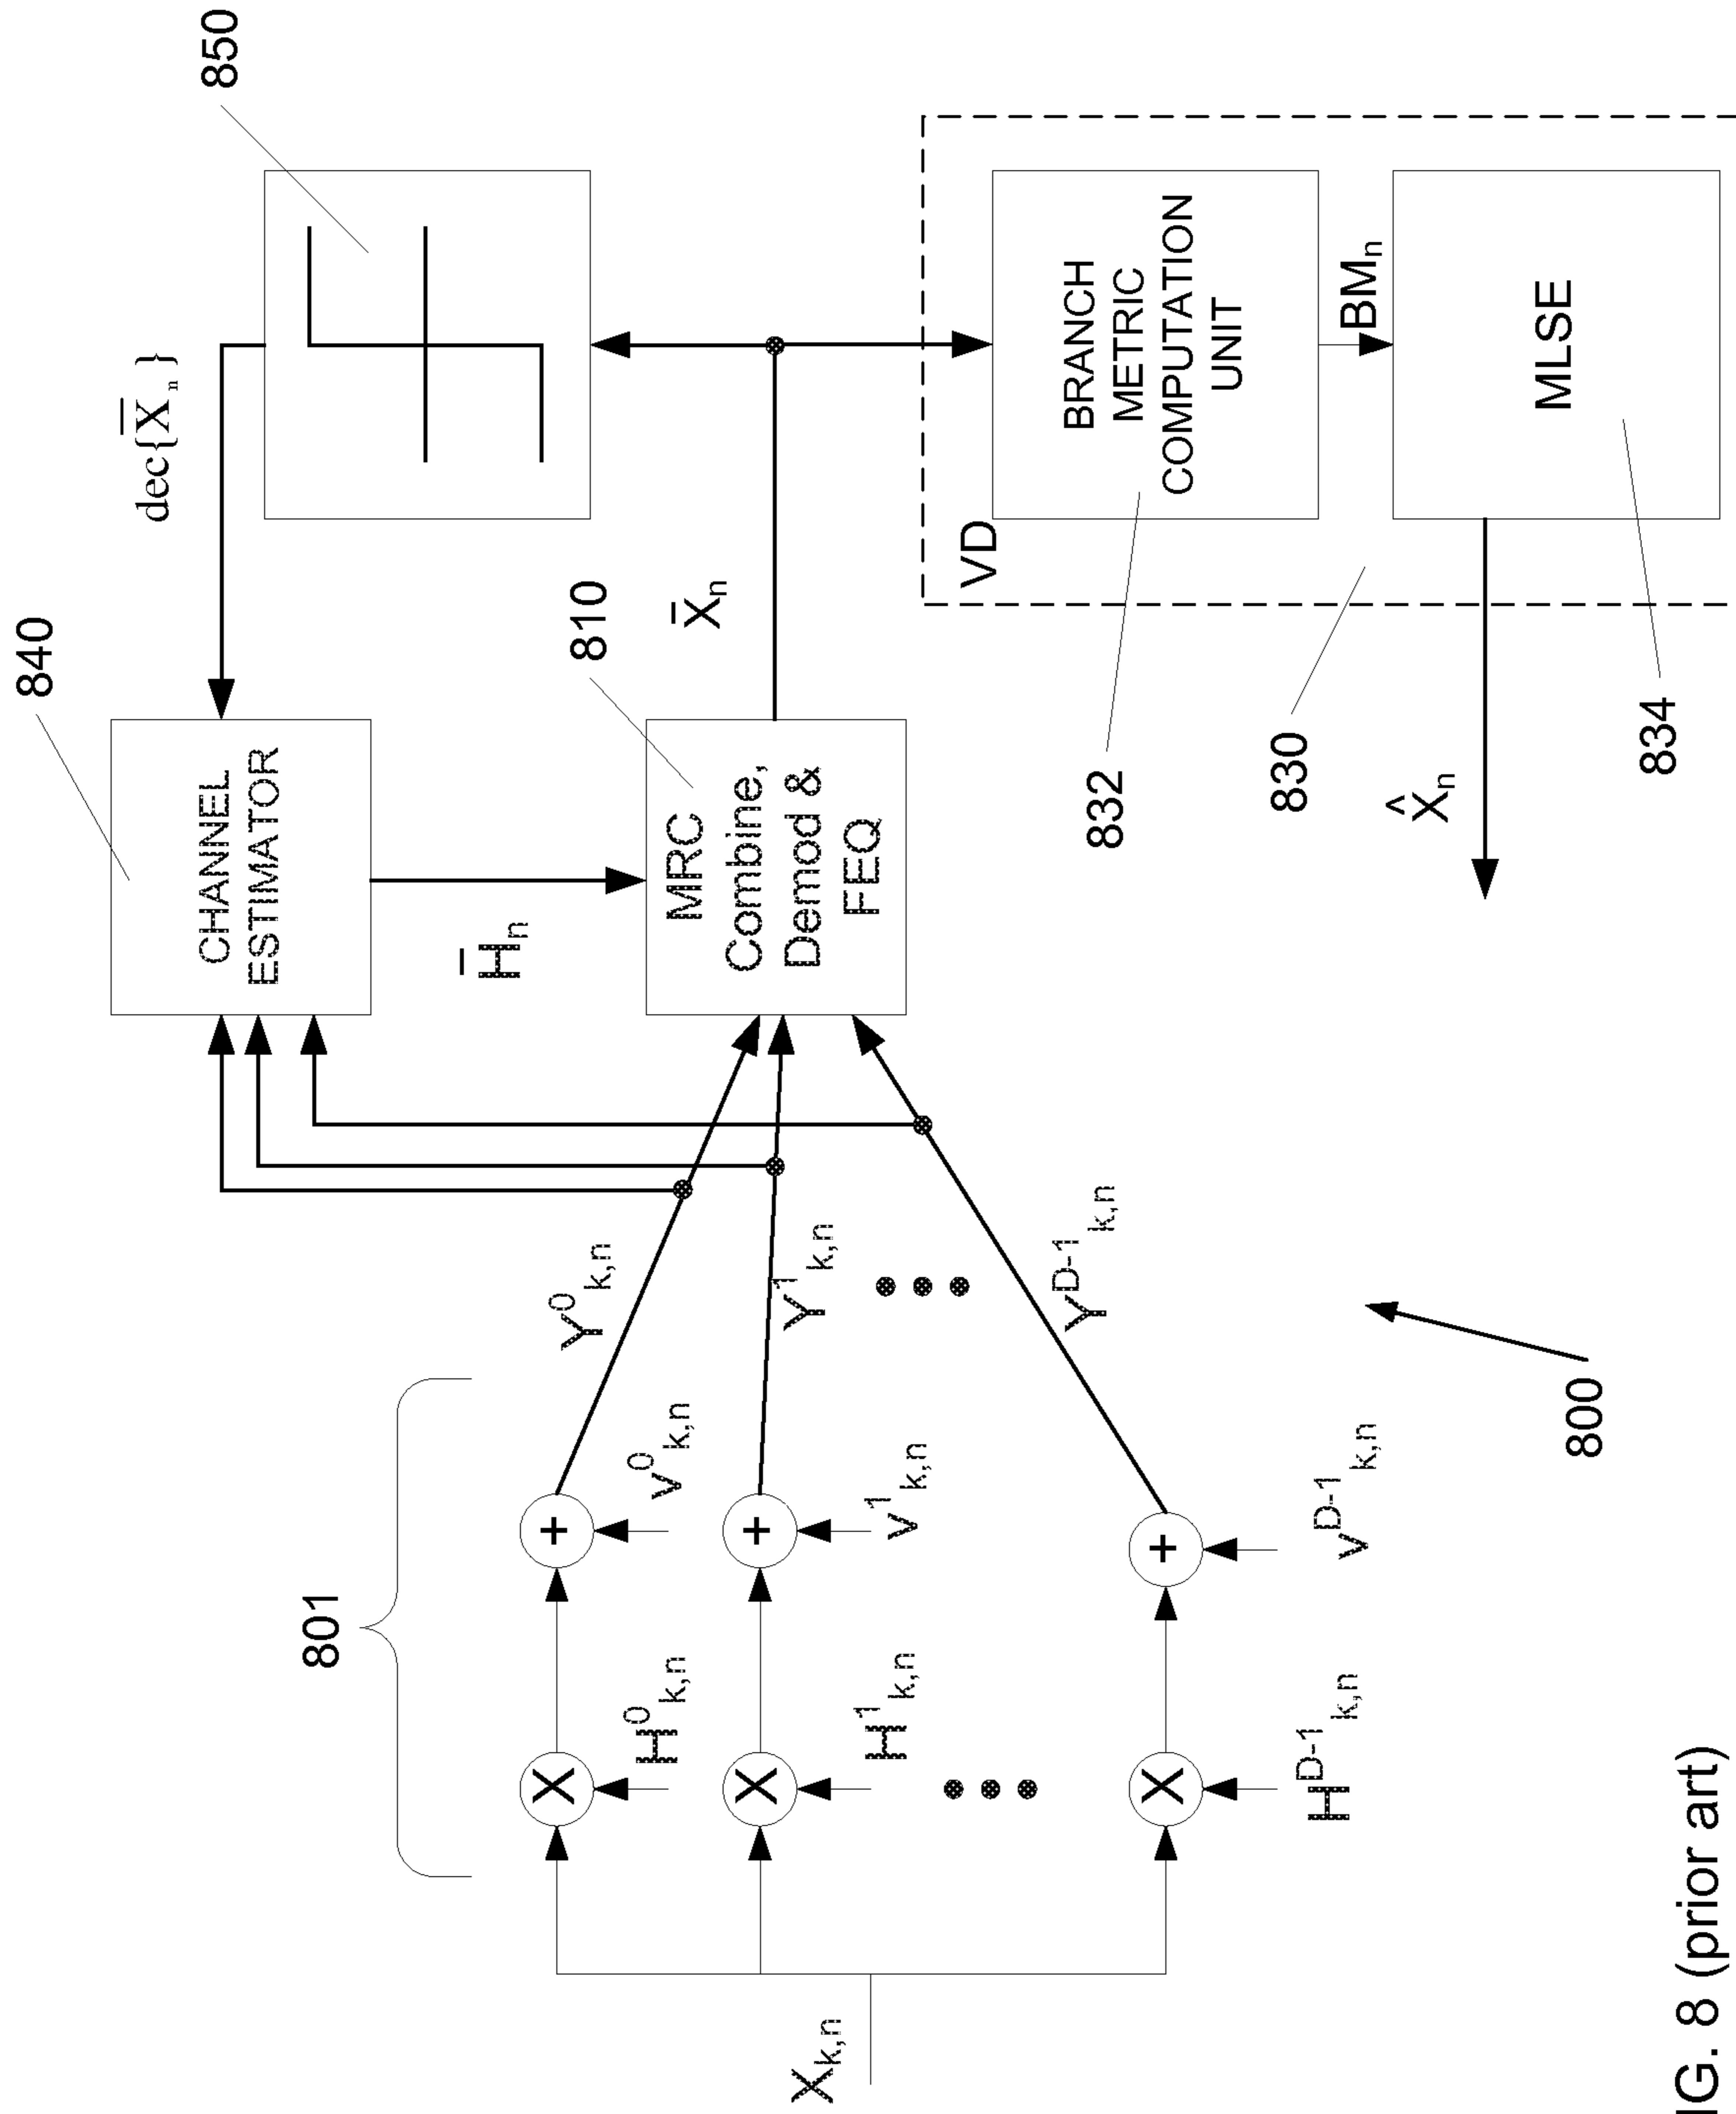 840
850
dec{X̄ₙ}
CHANNEL
ESTIMATOR
H̄ₙ
810
X̄ₙ
MRC
Combine,
Demod &
FEQ
801
Xₖ,ₙ
X
+
Y⁰ₖ,ₙ
H⁰ₖ,ₙ
v⁰ₖ,ₙ
X
+
Y¹ₖ,ₙ
H¹ₖ,ₙ
v¹ₖ,ₙ
X
+
Yᴰ⁻¹ₖ,ₙ
Hᴰ⁻¹ₖ,ₙ
vᴰ⁻¹ₖ,ₙ
VD
BRANCH
METRIC
COMPUTATION
UNIT
832
BMₙ
830
MLSE
X̂ₙ
834
800
IG. 8 (prior art)